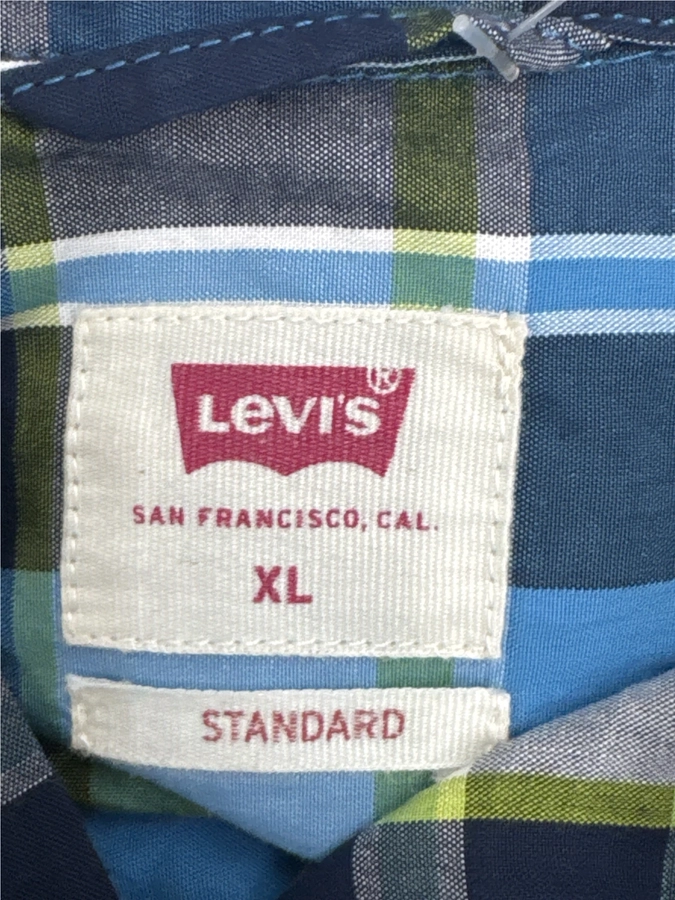 LEVI'S®
SAN FRANCISCO, CAL.
XL
STANDARD